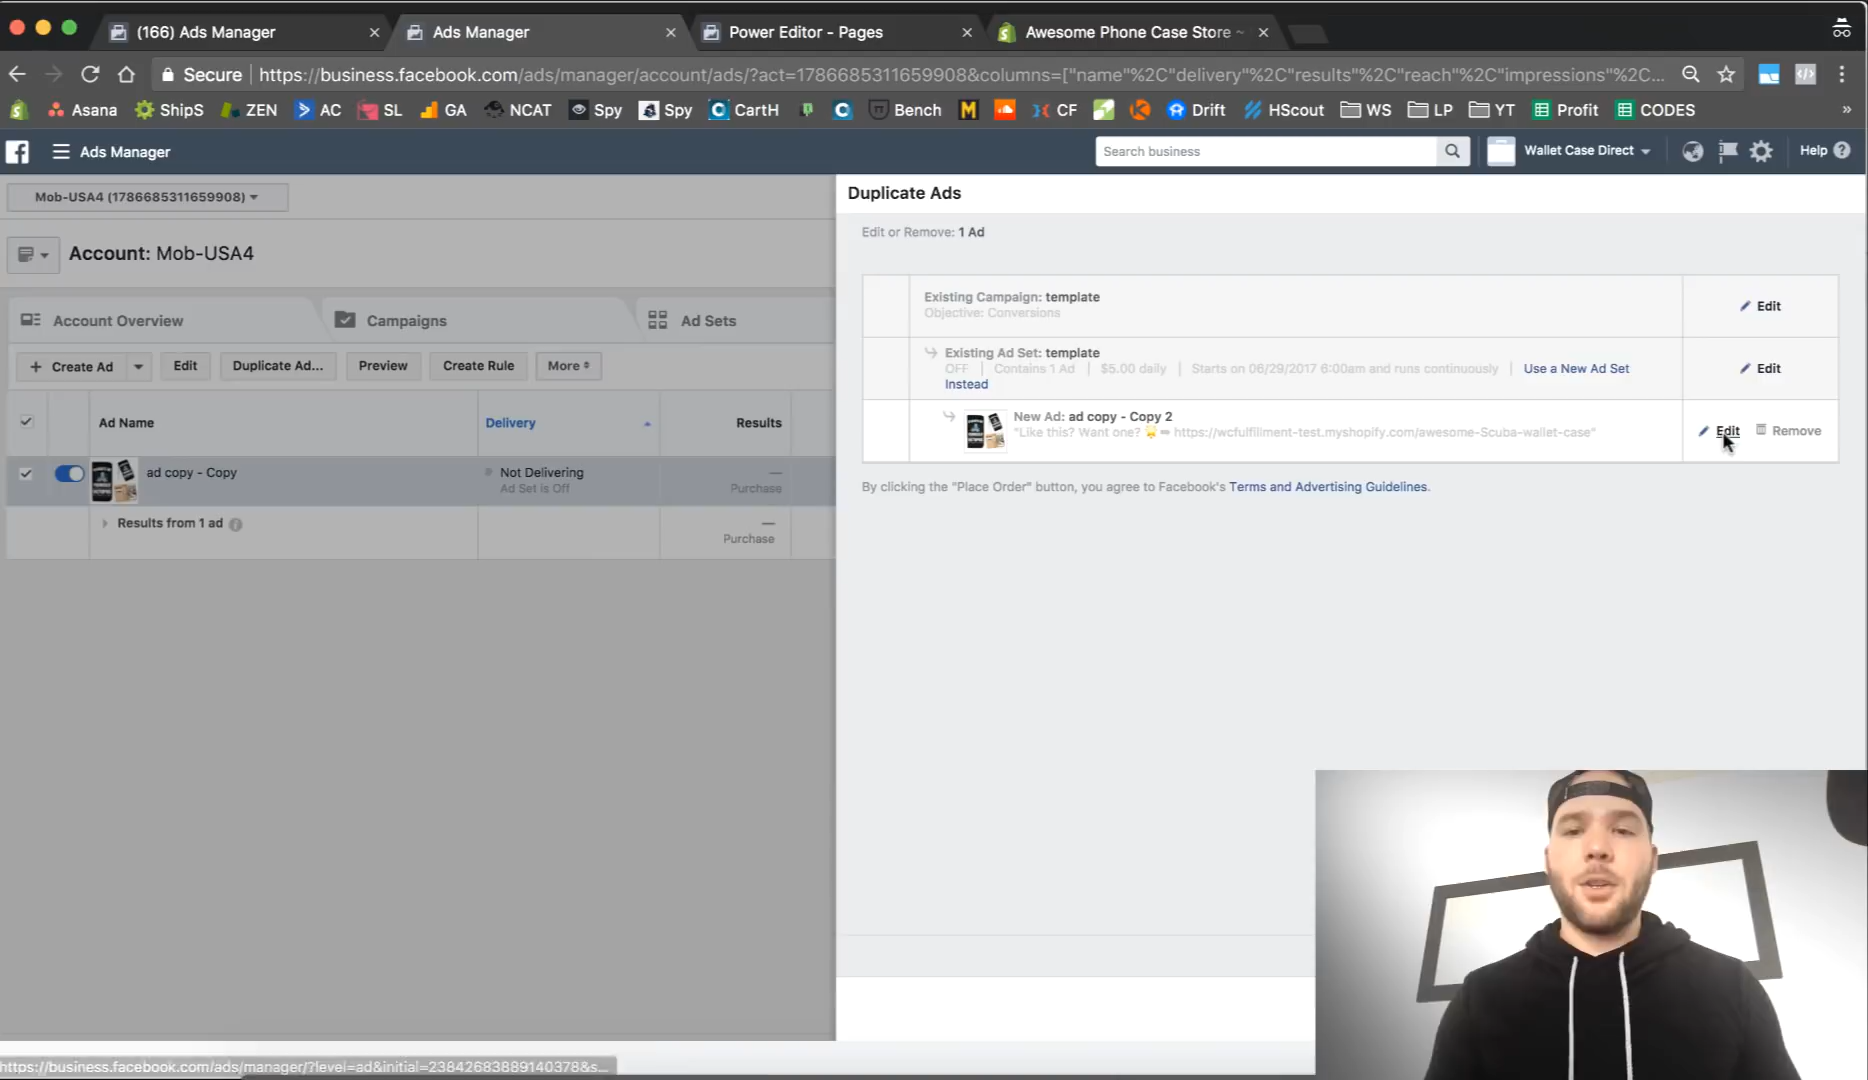 (166) Ads Manager
Ads Manager
Power Editor - Pages
Awesome Phone Case Store ~
Secure
https://business.facebook.com/ads/manager/account/ads/?act=1786685311659908&columns=["name"%2C"delivery"%2C"results"%2C"reach"%2C"impressions"%2C...
Asana ShipS ZEN AC SL GA NCAT Spy Spy CartH C Bench M CF Drift HScout WS LP YT Profit CODES »
Ads Manager
Search business
Wallet Case Direct
Help
Mob-USA4 (1786685311659908)
Account: Mob-USA4
Account Overview
Campaigns
Ad Sets
+ Create Ad
Edit
Duplicate Ad...
Preview
Create Rule
More
Ad Name
Delivery
Results
ad copy - Copy
Not Delivering
Ad Set is Off
—
Purchase
Results from 1 ad
—
Purchase
Duplicate Ads
Edit or Remove: 1 Ad
Existing Campaign: template
Objective: Conversions
Edit
Existing Ad Set: template
OFF | Contains 1 Ad | $5.00 daily | Starts on 06/29/2017 6:00am and runs continuously | Use a New Ad Set
Instead
Edit
New Ad: ad copy - Copy 2
"Like this? Want one? 🌟➡ https://wcfulfillment-test.myshopify.com/awesome-Scuba-wallet-case"
Edit
Remove
By clicking the "Place Order" button, you agree to Facebook's Terms and Advertising Guidelines.
https://business.facebook.com/ads/manager/?level=ad&initial=23842683889140378&s...